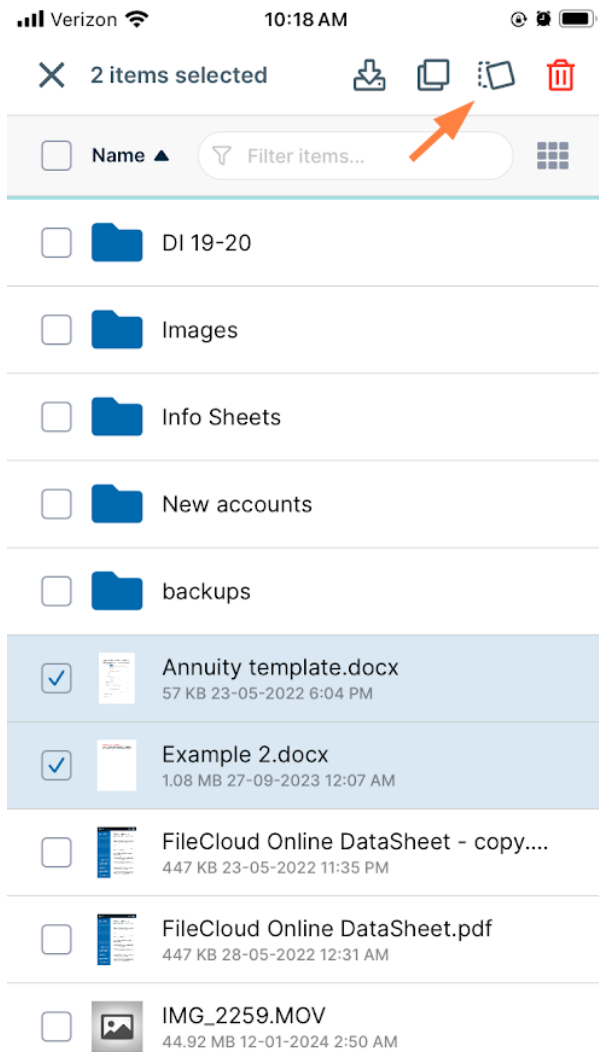 Verizon 10:18 AM
2 items selected
Name ▲ Filter items...
DI 19-20
Images
Info Sheets
New accounts
backups
Annuity template.docx
57 KB 23-05-2022 6:04 PM
Example 2.docx
1.08 MB 27-09-2023 12:07 AM
FileCloud Online DataSheet - copy....
447 KB 23-05-2022 11:35 PM
FileCloud Online DataSheet.pdf
447 KB 28-05-2022 12:31 AM
IMG_2259.MOV
44.92 MB 12-01-2024 2:50 AM